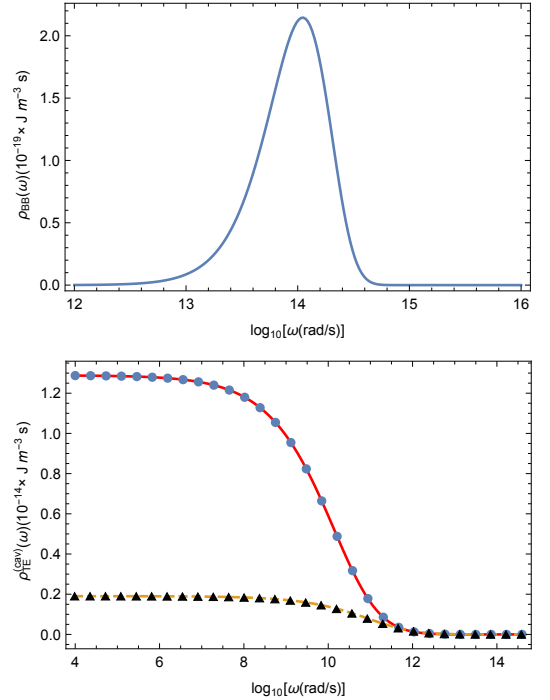 ρBB(ω)(10⁻¹⁹× J m⁻³ s)
2.0
1.5
1.0
0.5
0.0
12 13 14 15 16
log₁₀[ω(rad/s)]
ρTE⁽ᶜᵃᵛ⁾(ω)(10⁻¹⁴× J m⁻³ s)
1.2
1.0
0.8
0.6
0.4
0.2
0.0
4 6 8 10 12 14
log₁₀[ω(rad/s)]